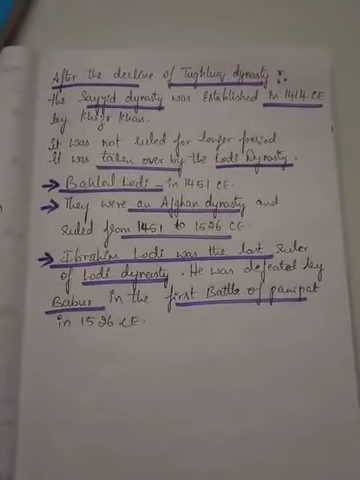 After the decline of Tughluq dynasty :.
the Sayyid dynasty was established in 1414 CE
by Khizr Khan.
it was not ruled for longer period
it was taken over by the Lodi Dynasty.
→ Bahlol Lodi - in 1451 CE.
→ They were an Afghan dynasty and
ruled from 1451 to 1526 CE.
→ Ibrahim Lodi was the last ruler
of Lodi dynasty. He was defeated by
Babur in the first Battle of panipat
in 1526 CE.